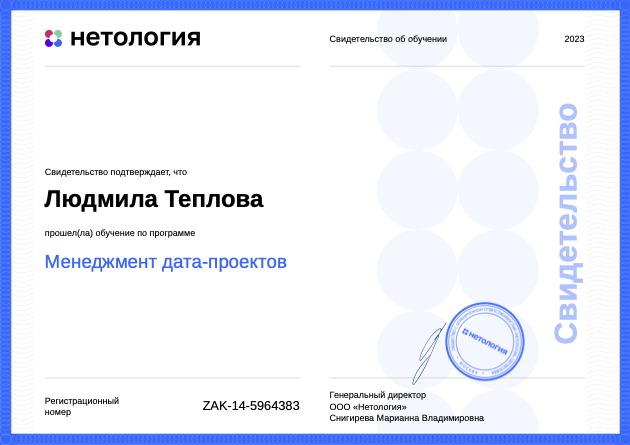 нетология
Свидетельство об обучении
2023
Свидетельство подтверждает, что
Людмила Теплова
прошел(ла) обучение по программе
Менеджмент дата-проектов
Свидетельство
нетология
Регистрационный
номер
ZAK-14-5964383
Генеральный директор
ООО «Нетология»
Снигирева Марианна Владимировна